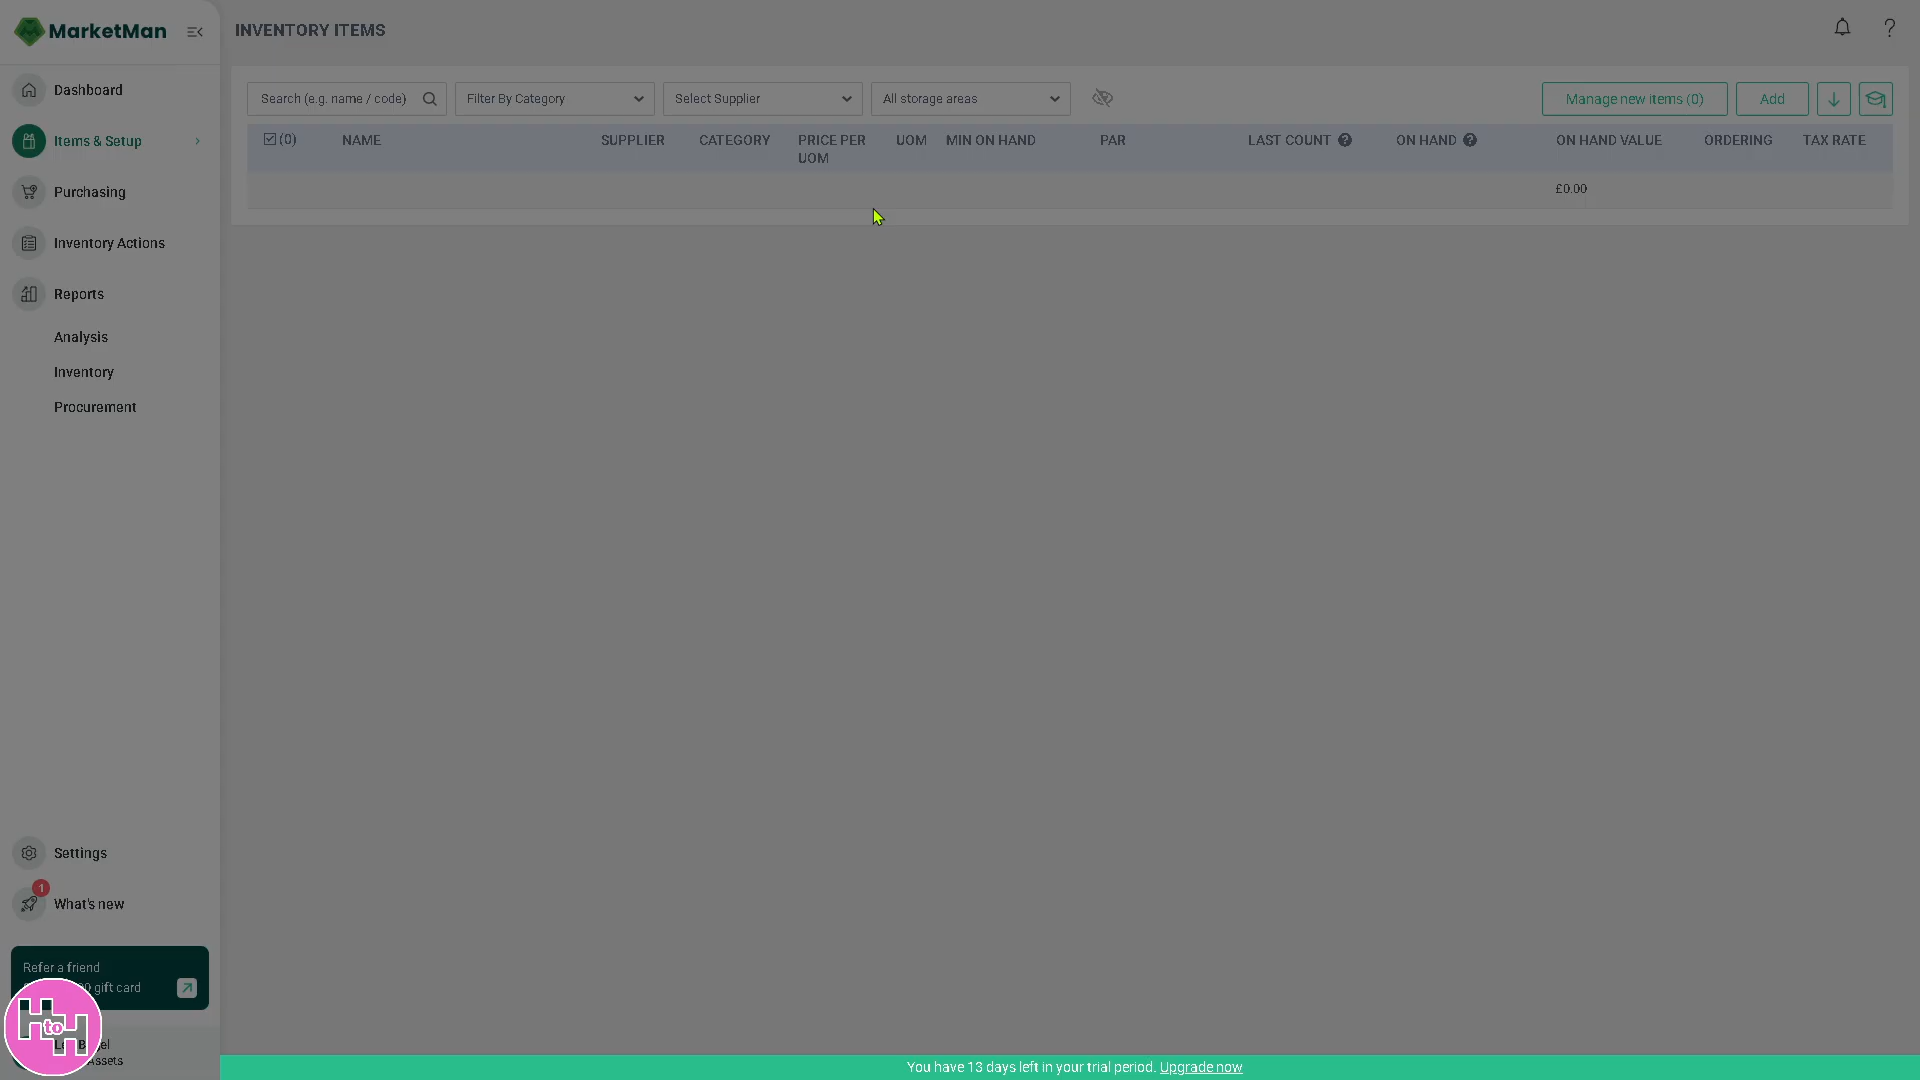 MarketMan
INVENTORY ITEMS
Dashboard
Search (e.g. name / code)
Filter By Category
Select Supplier
All storage areas
Manage new items (0)
Add
Items & Setup
(0)
NAME
SUPPLIER
CATEGORY
PRICE PER
UOM
UOM
MIN ON HAND
PAR
LAST COUNT
ON HAND
ON HAND VALUE
ORDERING
TAX RATE
£0.00
Purchasing
Inventory Actions
Reports
Analysis
Inventory
Procurement
Settings
1
What's new
Refer a friend
gift card
H to H
You have 13 days left in your trial period. Upgrade now